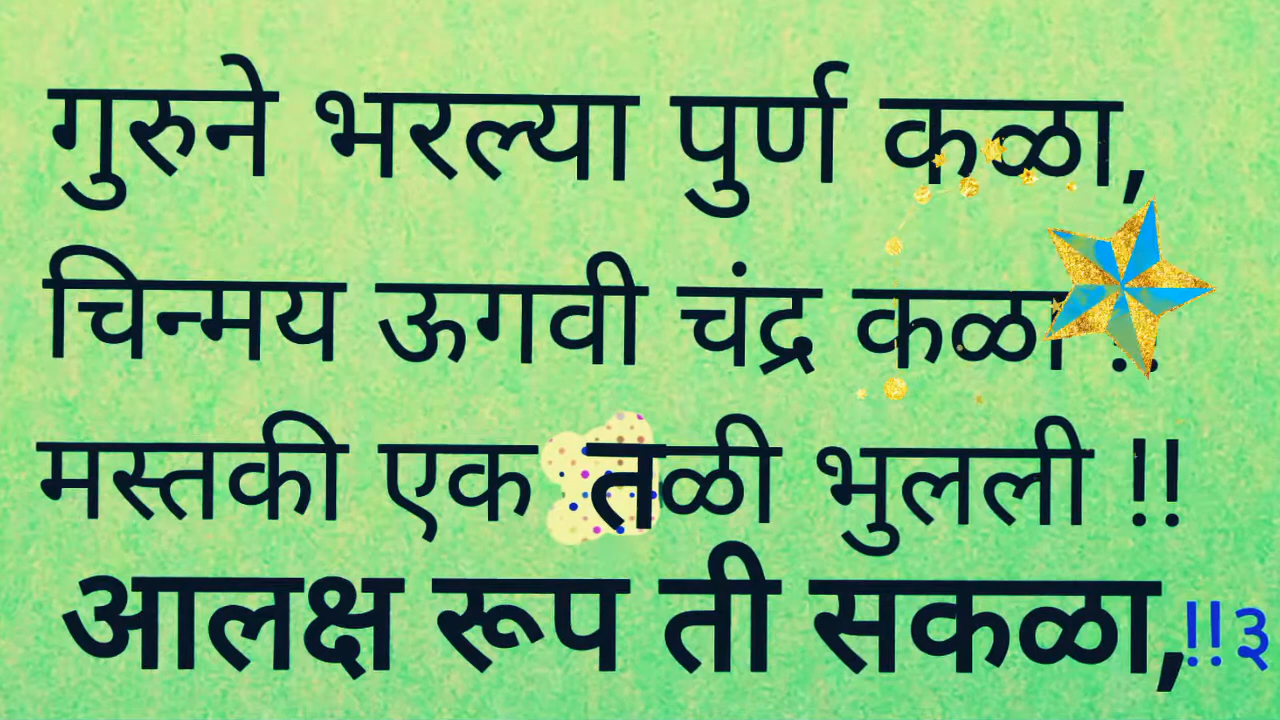 गुरुने भरल्या पुर्ण कळा,
चिन्मय ऊगवी चंद्र कळा !!
मस्तकी एक तळी भुलली !!
आलक्ष रूप ती सकळा,!!३